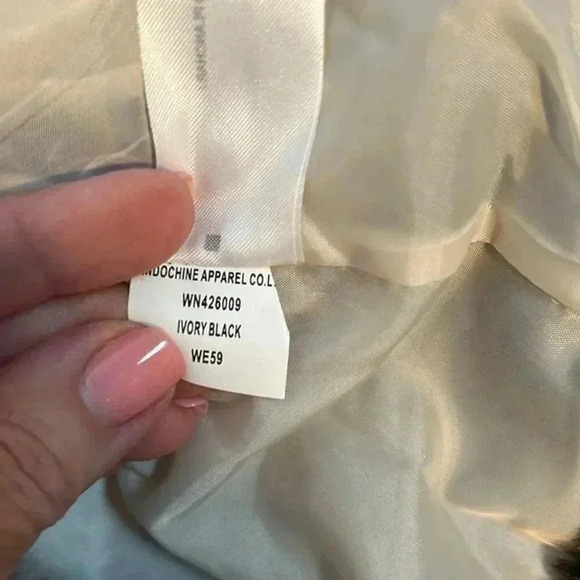 NDOCHINE APPAREL CO.L
WN426009
IVORY BLACK
WE59